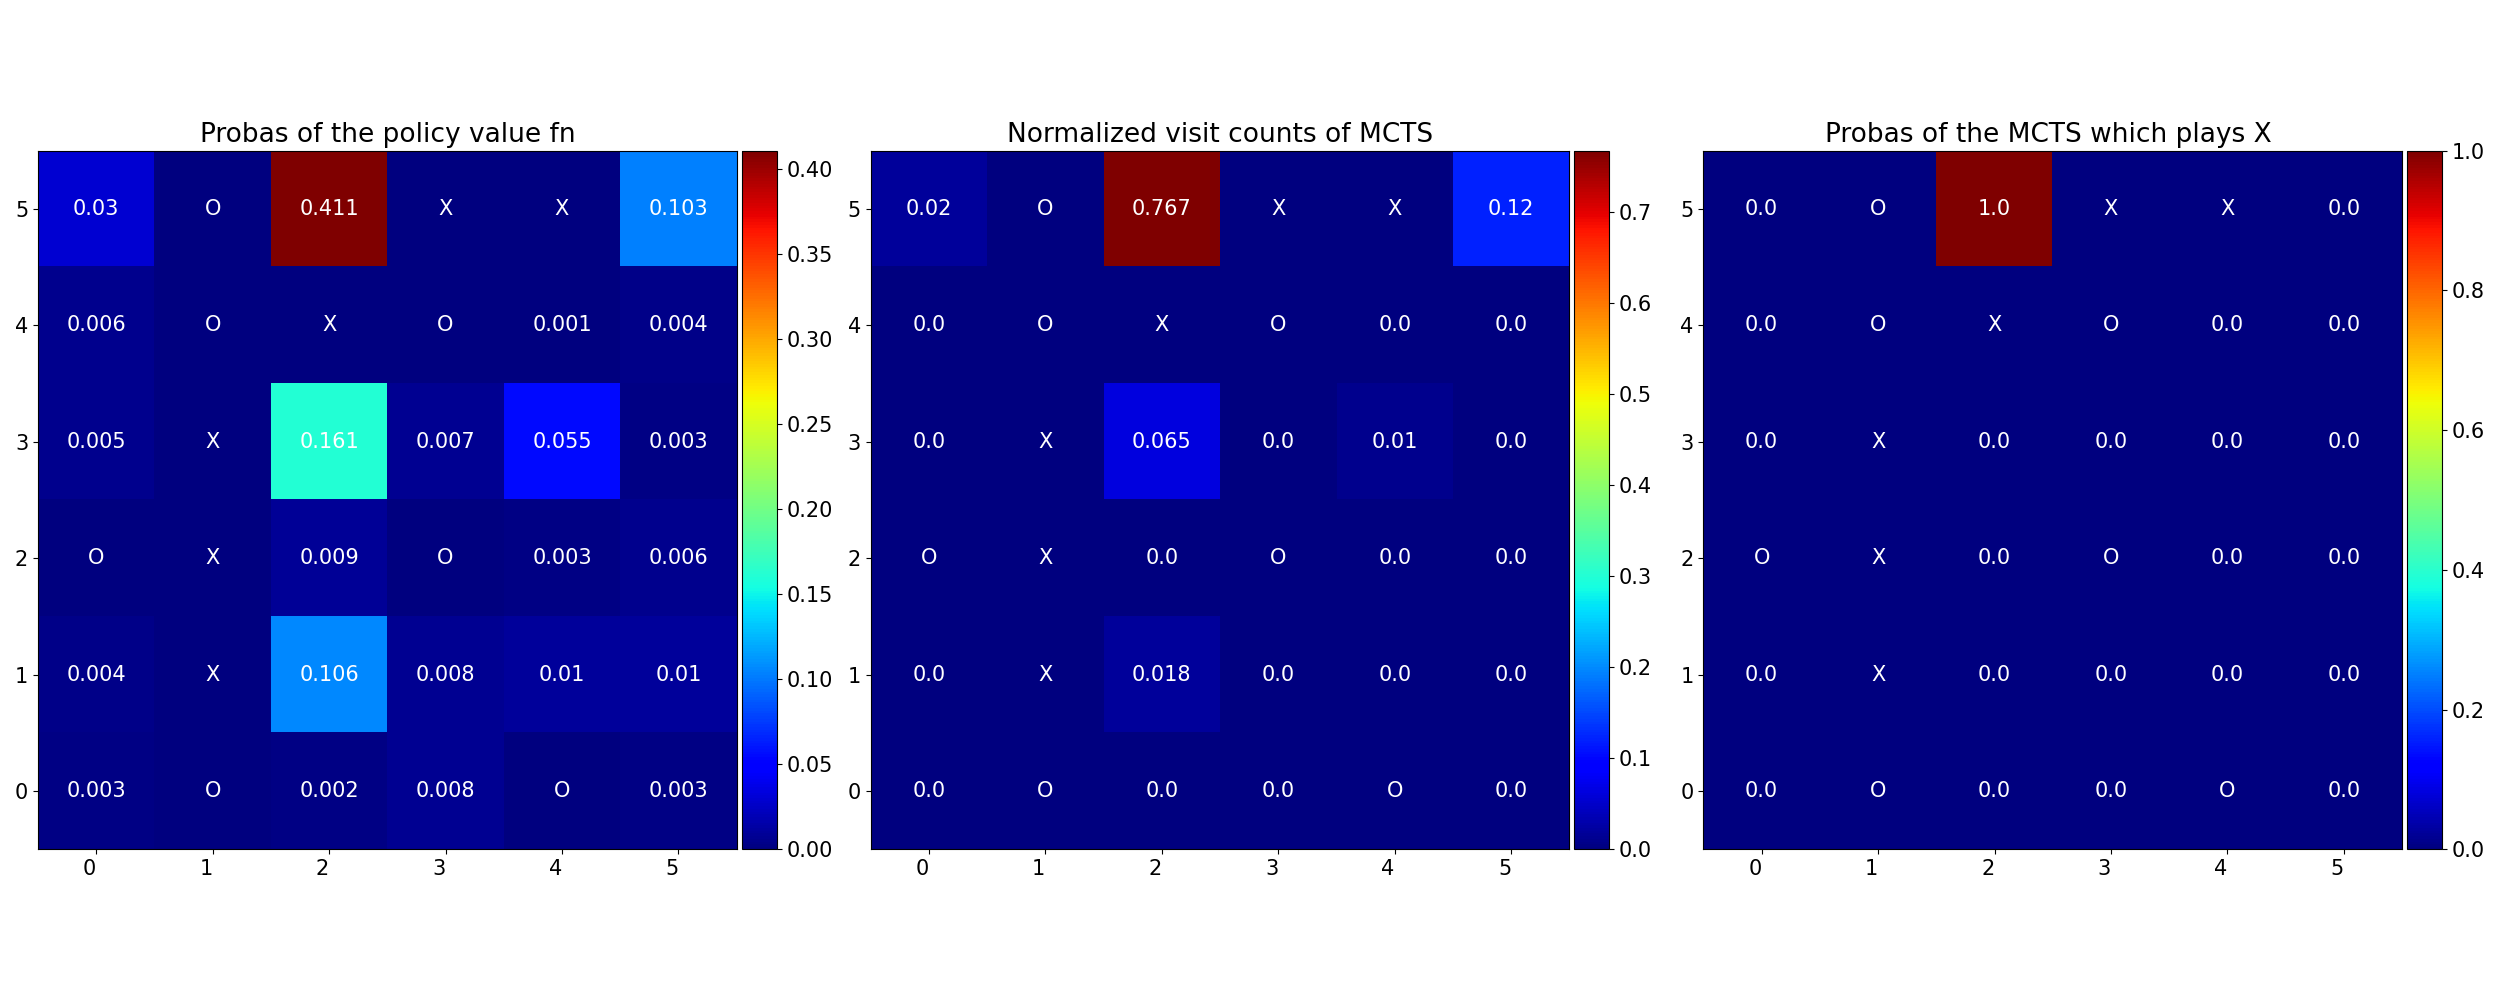 Probas of the policy value fn
5 0.03 O 0.411 X X 0.103
4 0.006 O X O 0.001 0.004
3 0.005 X 0.161 0.007 0.055 0.003
2 O X 0.009 O 0.003 0.006
1 0.004 X 0.106 0.008 0.01 0.01
0 0.003 O 0.002 0.008 O 0.003
0 1 2 3 4 5
0.40
0.35
0.30
0.25
0.20
0.15
0.10
0.05
0.00
Normalized visit counts of MCTS
5 0.02 O 0.767 X X 0.12
4 0.0 O X O 0.0 0.0
3 0.0 X 0.065 0.0 0.01 0.0
2 O X 0.0 O 0.0 0.0
1 0.0 X 0.018 0.0 0.0 0.0
0 0.0 O 0.0 0.0 O 0.0
0 1 2 3 4 5
0.7
0.6
0.5
0.4
0.3
0.2
0.1
0.0
Probas of the MCTS which plays X
5 0.0 O 1.0 X X 0.0
4 0.0 O X O 0.0 0.0
3 0.0 X 0.0 0.0 0.0 0.0
2 O X 0.0 O 0.0 0.0
1 0.0 X 0.0 0.0 0.0 0.0
0 0.0 O 0.0 0.0 O 0.0
0 1 2 3 4 5
1.0
0.8
0.6
0.4
0.2
0.0